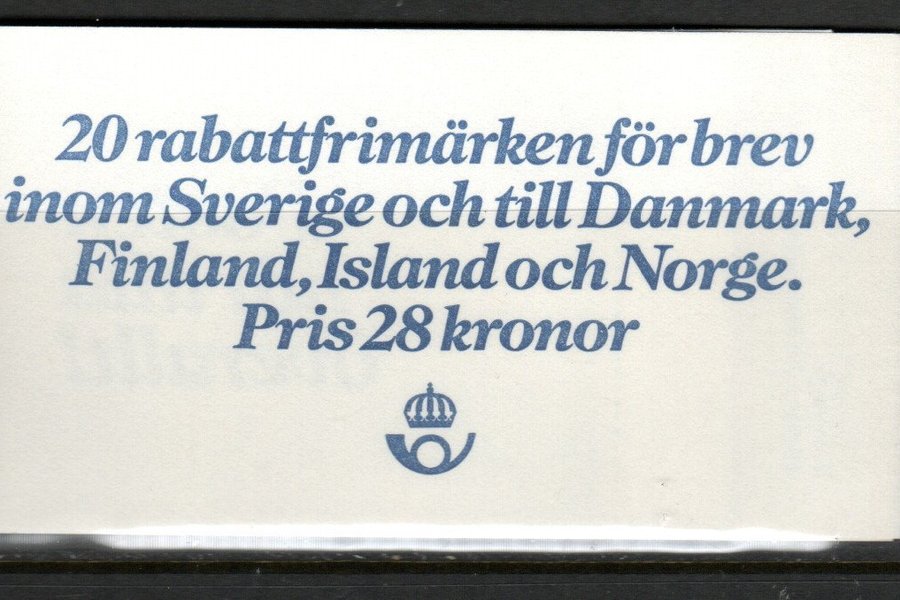 20 rabattfrimärken för brev
inom Sverige och till Danmark,
Finland, Island och Norge.
Pris 28 kronor